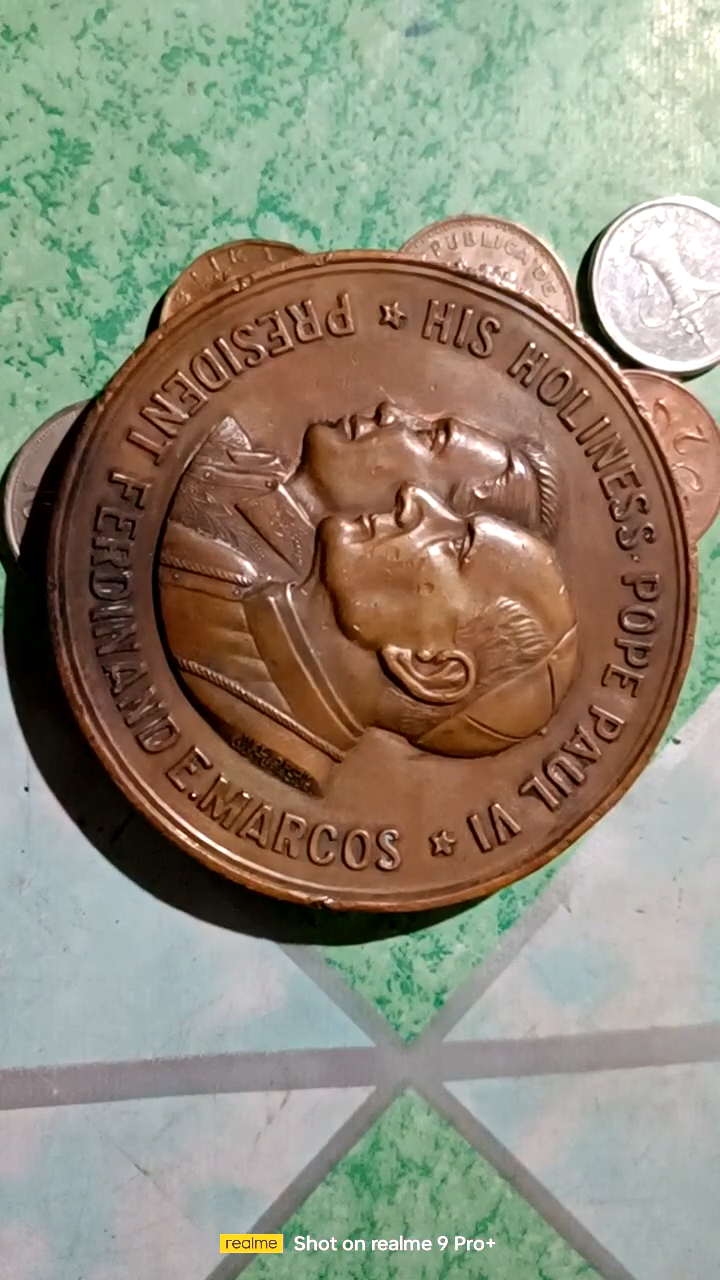 HIS HOLINESS·POPE PAUL VI
PRESIDENT FERDINAND E. MARCOS
PUBLICA DE
realme
Shot on realme 9 Pro+